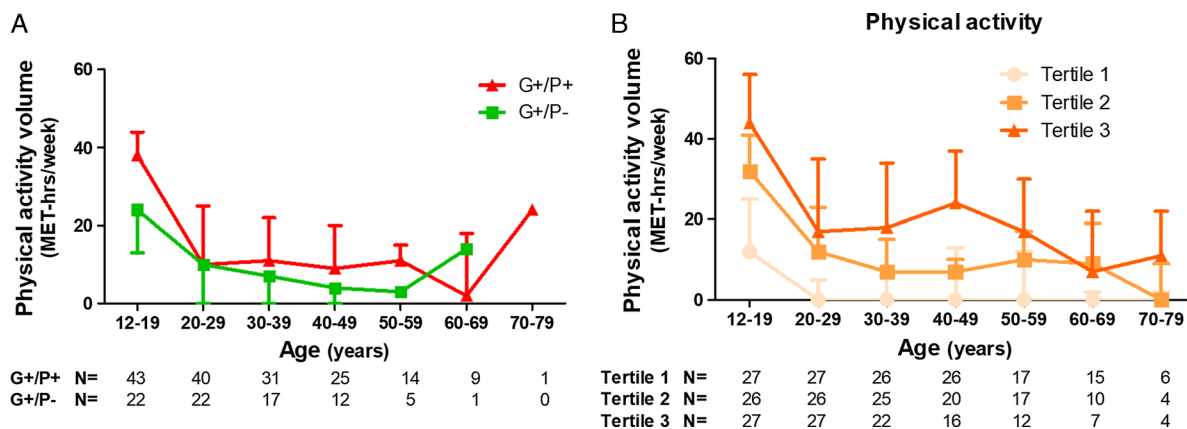 A
Physical activity volume
(MET-hrs/week)
60
40
20
0
G+/P+
G+/P-
12-19 20-29 30-39 40-49 50-59 60-69 70-79
Age (years)
G+/P+ N= 43 40 31 25 14 9 1
G+/P- N= 22 22 17 12 5 1 0
B
Physical activity
Physical activity volume
(MET-hrs/week)
60
40
20
0
Tertile 1
Tertile 2
Tertile 3
12-19 20-29 30-39 40-49 50-59 60-69 70-79
Age (years)
Tertile 1 N= 27 27 26 26 17 15 6
Tertile 2 N= 26 26 25 20 17 10 4
Tertile 3 N= 27 27 22 16 12 7 4